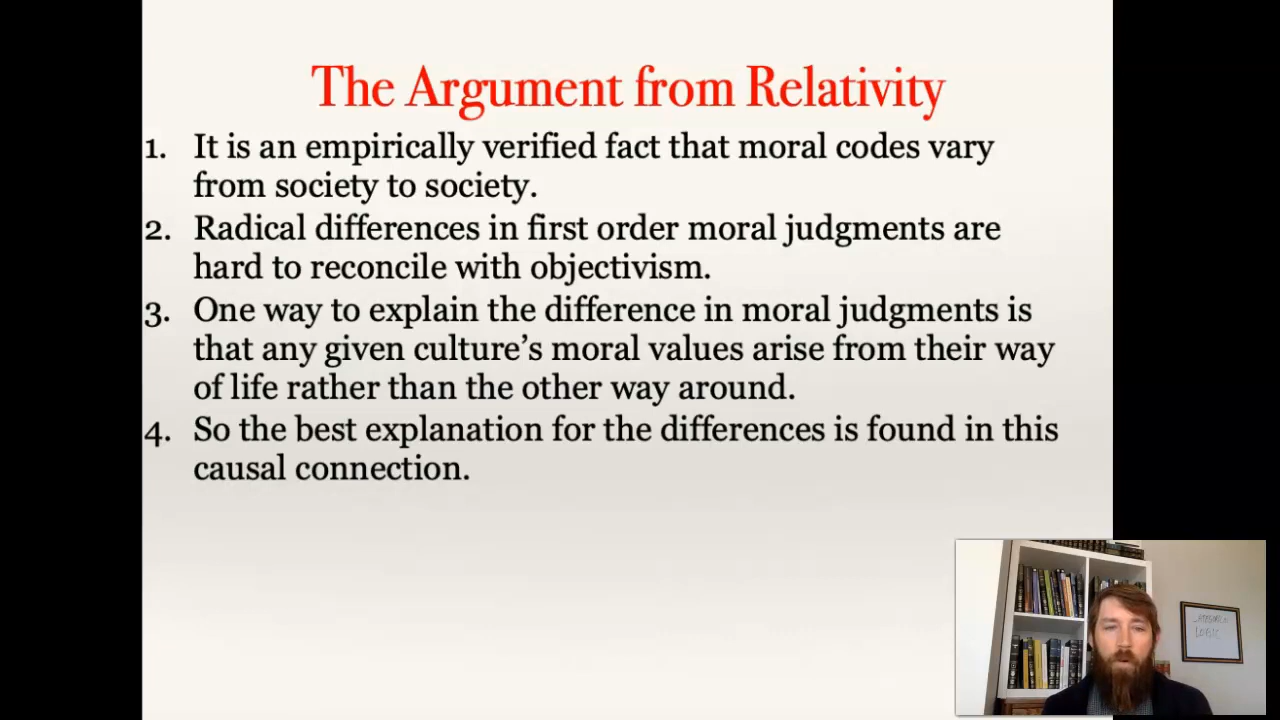 The Argument from Relativity
1. It is an empirically verified fact that moral codes vary
from society to society.
2. Radical differences in first order moral judgments are
hard to reconcile with objectivism.
3. One way to explain the difference in moral judgments is
that any given culture’s moral values arise from their way
of life rather than the other way around.
4. So the best explanation for the differences is found in this
causal connection.
LOGIC